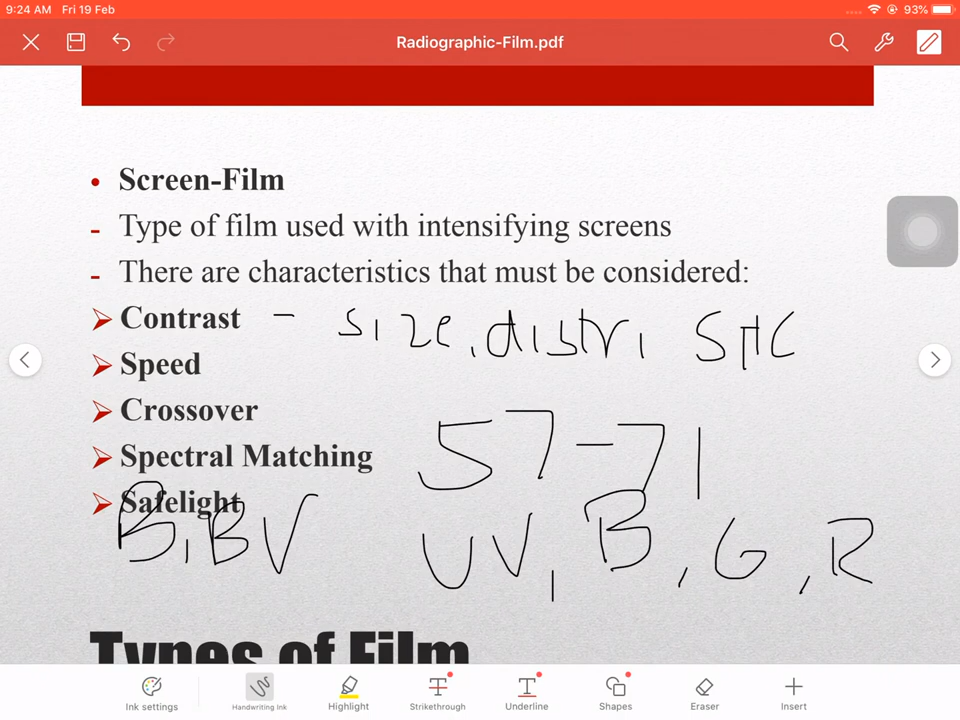 9:24 AM Fri 19 Feb 93%
Radiographic-Film.pdf
• Screen-Film
- Type of film used with intensifying screens
- There are characteristics that must be considered:
➢ Contrast - size, distri SHC
➢ Speed
➢ Crossover
57-71
➢ Spectral Matching
➢ Safelight
B, BV UV, B, G, R
Types of Film
Ink settings Handwriting Ink Highlight Strikethrough Underline Shapes Eraser Insert